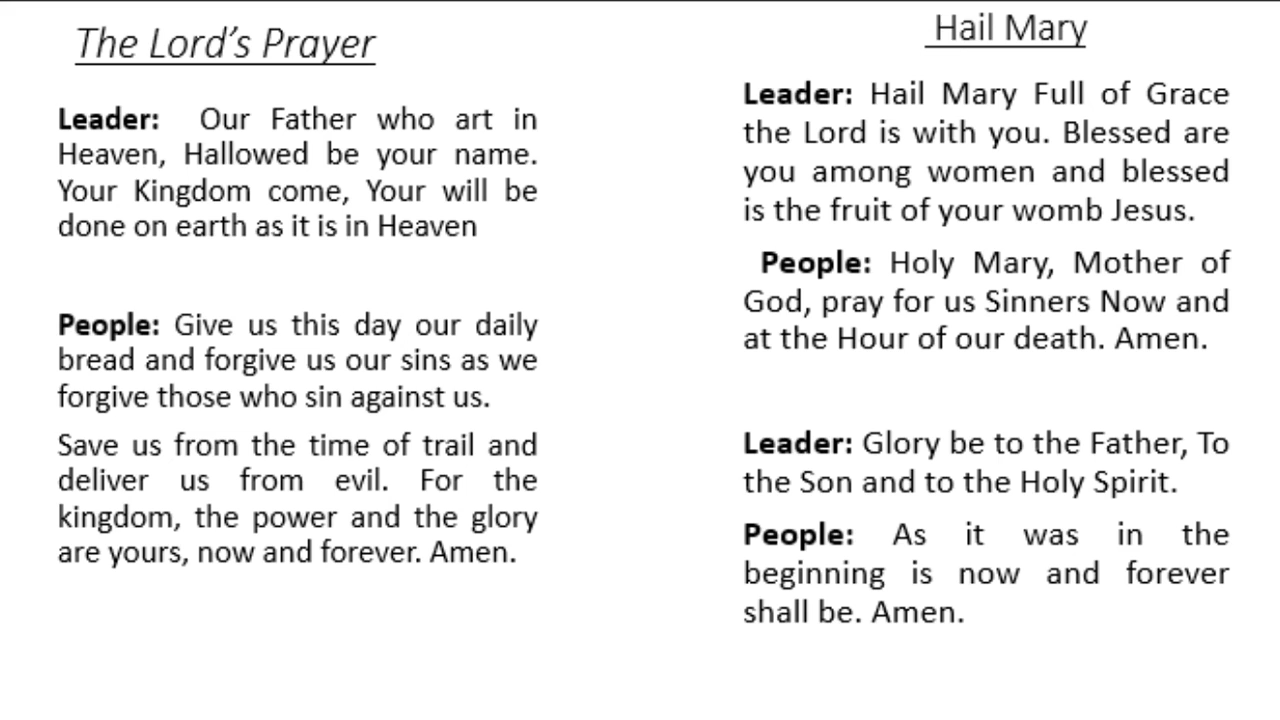 The Lord's Prayer
Leader: Our Father who art in
Heaven, Hallowed be your name.
Your Kingdom come, Your will be
done on earth as it is in Heaven
People: Give us this day our daily
bread and forgive us our sins as we
forgive those who sin against us.
Save us from the time of trail and
deliver us from evil. For the
kingdom, the power and the glory
are yours, now and forever. Amen.
Hail Mary
Leader: Hail Mary Full of Grace
the Lord is with you. Blessed are
you among women and blessed
is the fruit of your womb Jesus.
People: Holy Mary, Mother of
God, pray for us Sinners Now and
at the Hour of our death. Amen.
Leader: Glory be to the Father, To
the Son and to the Holy Spirit.
People: As it was in the
beginning is now and forever
shall be. Amen.